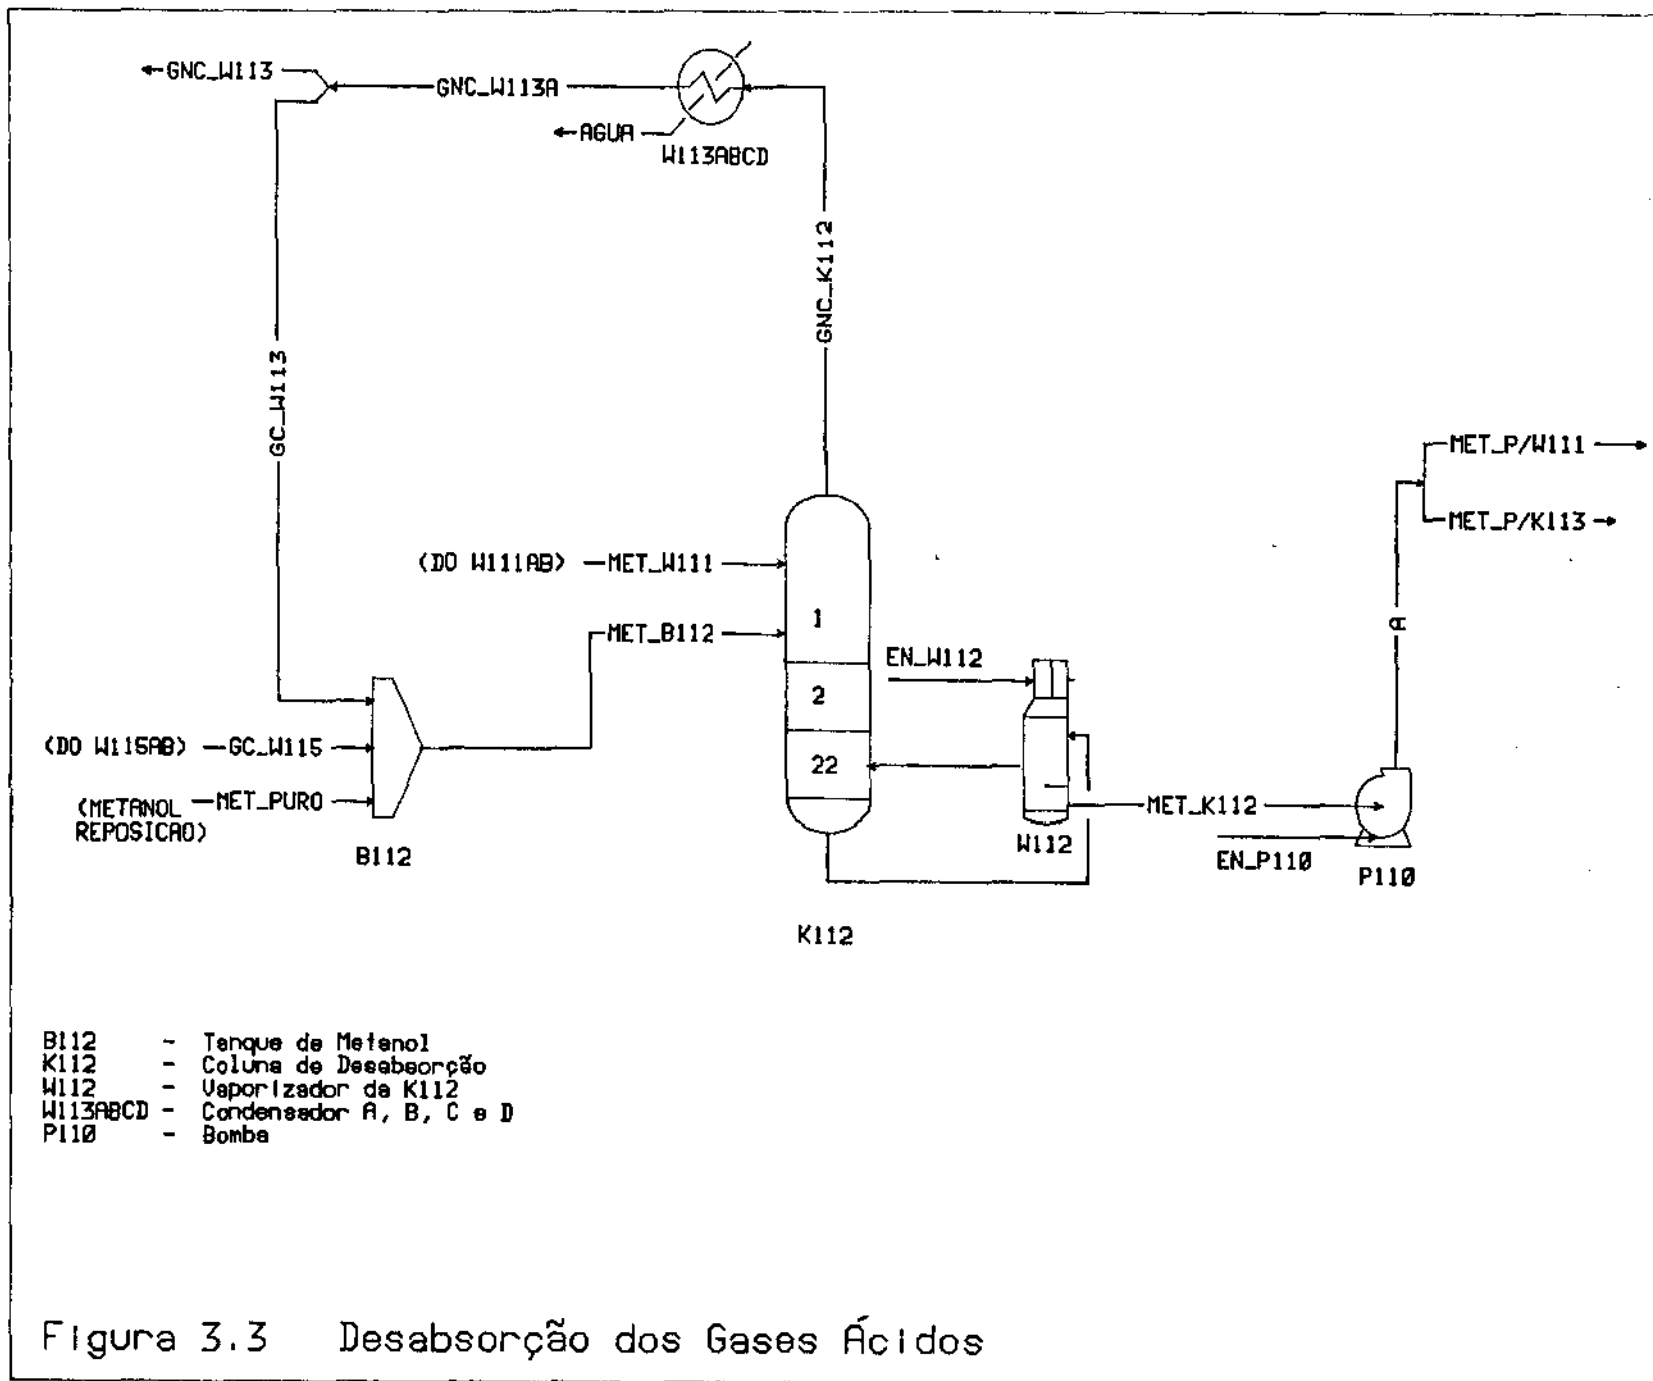 GNC_W113
GNC_W113A
AGUA
W113ABCD
GNC_K112
GC_W113
MET_P/W111
MET_P/K113
(DO W111AB) MET_W111
A
1
MET_B112
EN_W112
2
(DO W115AB) GC_W115
22
(METANOL MET_PURO
REPOSICAO)
MET_K112
B112
W112
EN_P110
P110
K112
B112 - Tanque de Metanol
K112 - Coluna de Desabsorção
W112 - Vaporizador da K112
W113ABCD - Condensador A, B, C e D
P110 - Bomba
Figura 3.3 Desabsorção dos Gases Ácidos